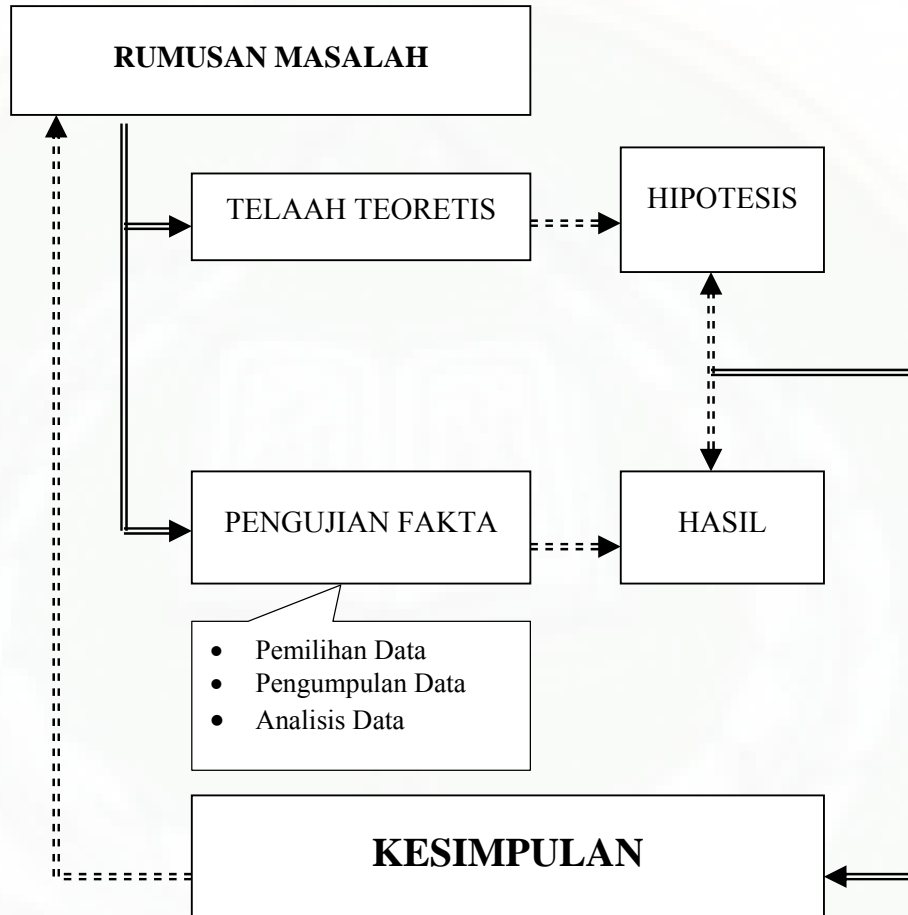 RUMUSAN MASALAH
TELAAH TEORETIS
HIPOTESIS
PENGUJIAN FAKTA
HASIL
• Pemilihan Data
• Pengumpulan Data
• Analisis Data
KESIMPULAN